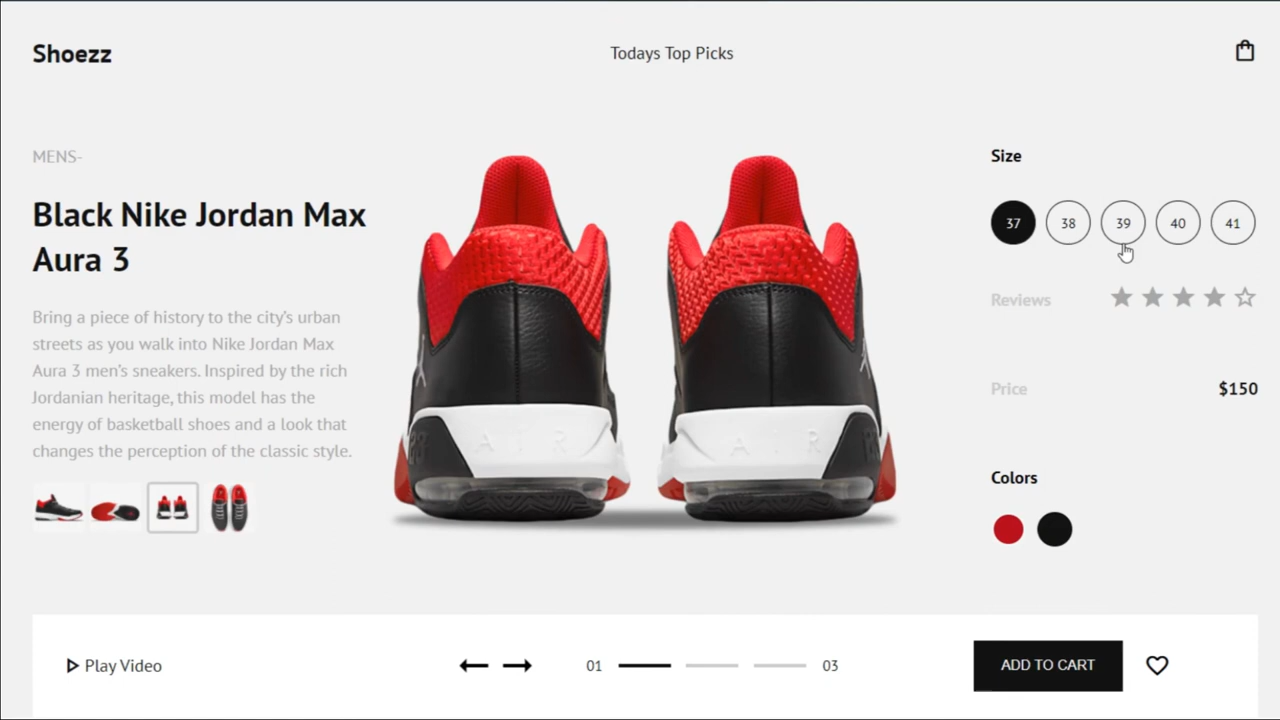 Shoezz
Todays Top Picks
MENS-
Black Nike Jordan Max
Aura 3
Bring a piece of history to the city's urban
streets as you walk into Nike Jordan Max
Aura 3 men's sneakers. Inspired by the rich
Jordanian heritage, this model has the
energy of basketball shoes and a look that
changes the perception of the classic style.
AIR
AIR
Size
37 38 39 40 41
Reviews
Price $150
Colors
Play Video
01 03
ADD TO CART